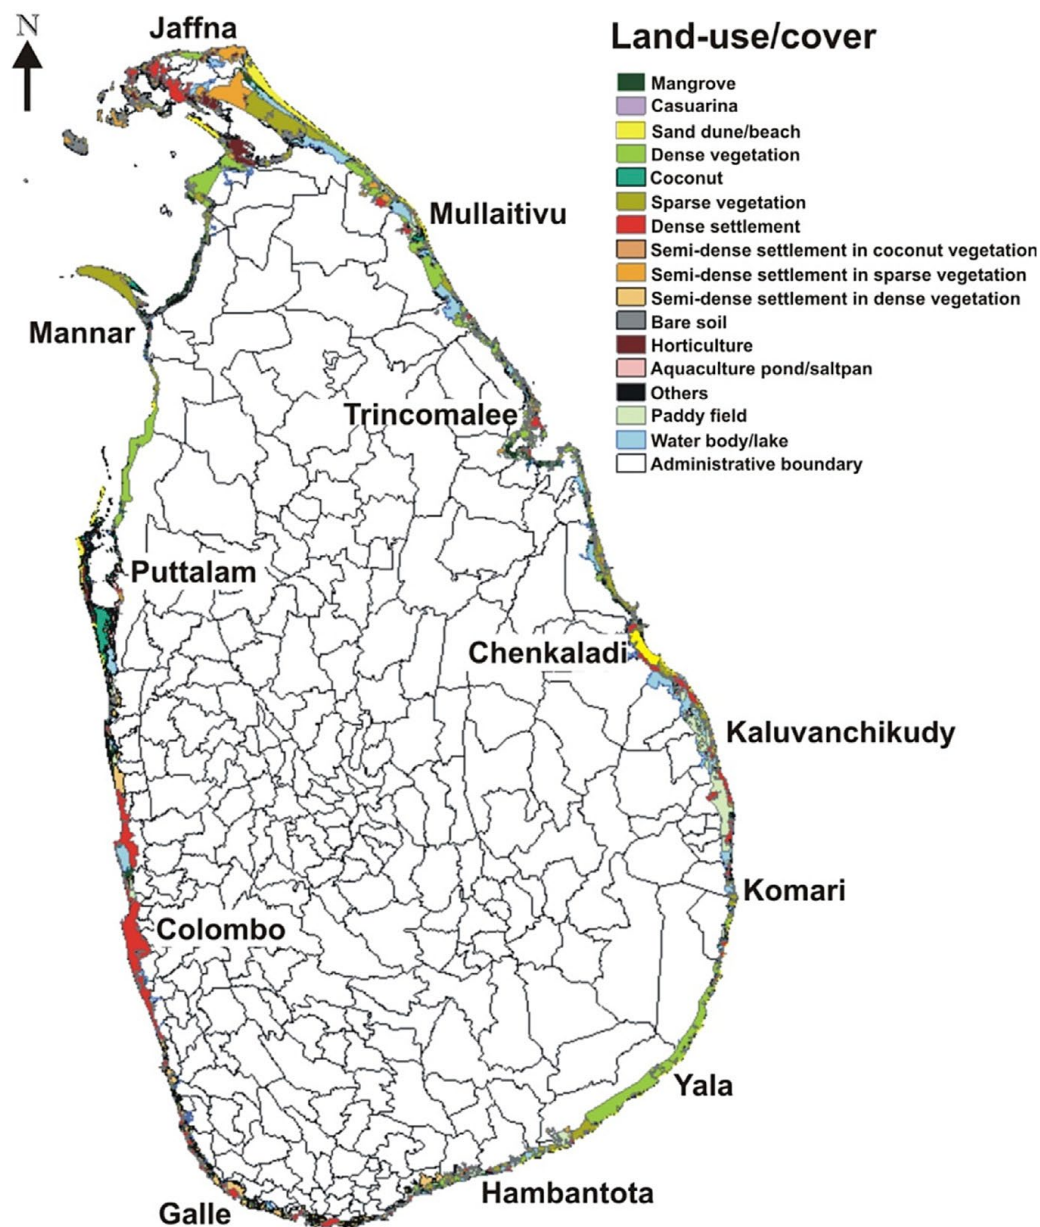 N
Jaffna
Land-use/cover
Mangrove
Casuarina
Sand dune/beach
Dense vegetation
Coconut
Sparse vegetation
Dense settlement
Semi-dense settlement in coconut vegetation
Semi-dense settlement in sparse vegetation
Semi-dense settlement in dense vegetation
Bare soil
Horticulture
Aquaculture pond/saltpan
Others
Paddy field
Water body/lake
Administrative boundary
Mullaitivu
Mannar
Trincomalee
Puttalam
Chenkaladi
Kaluvanchikudy
Komari
Colombo
Yala
Hambantota
Galle